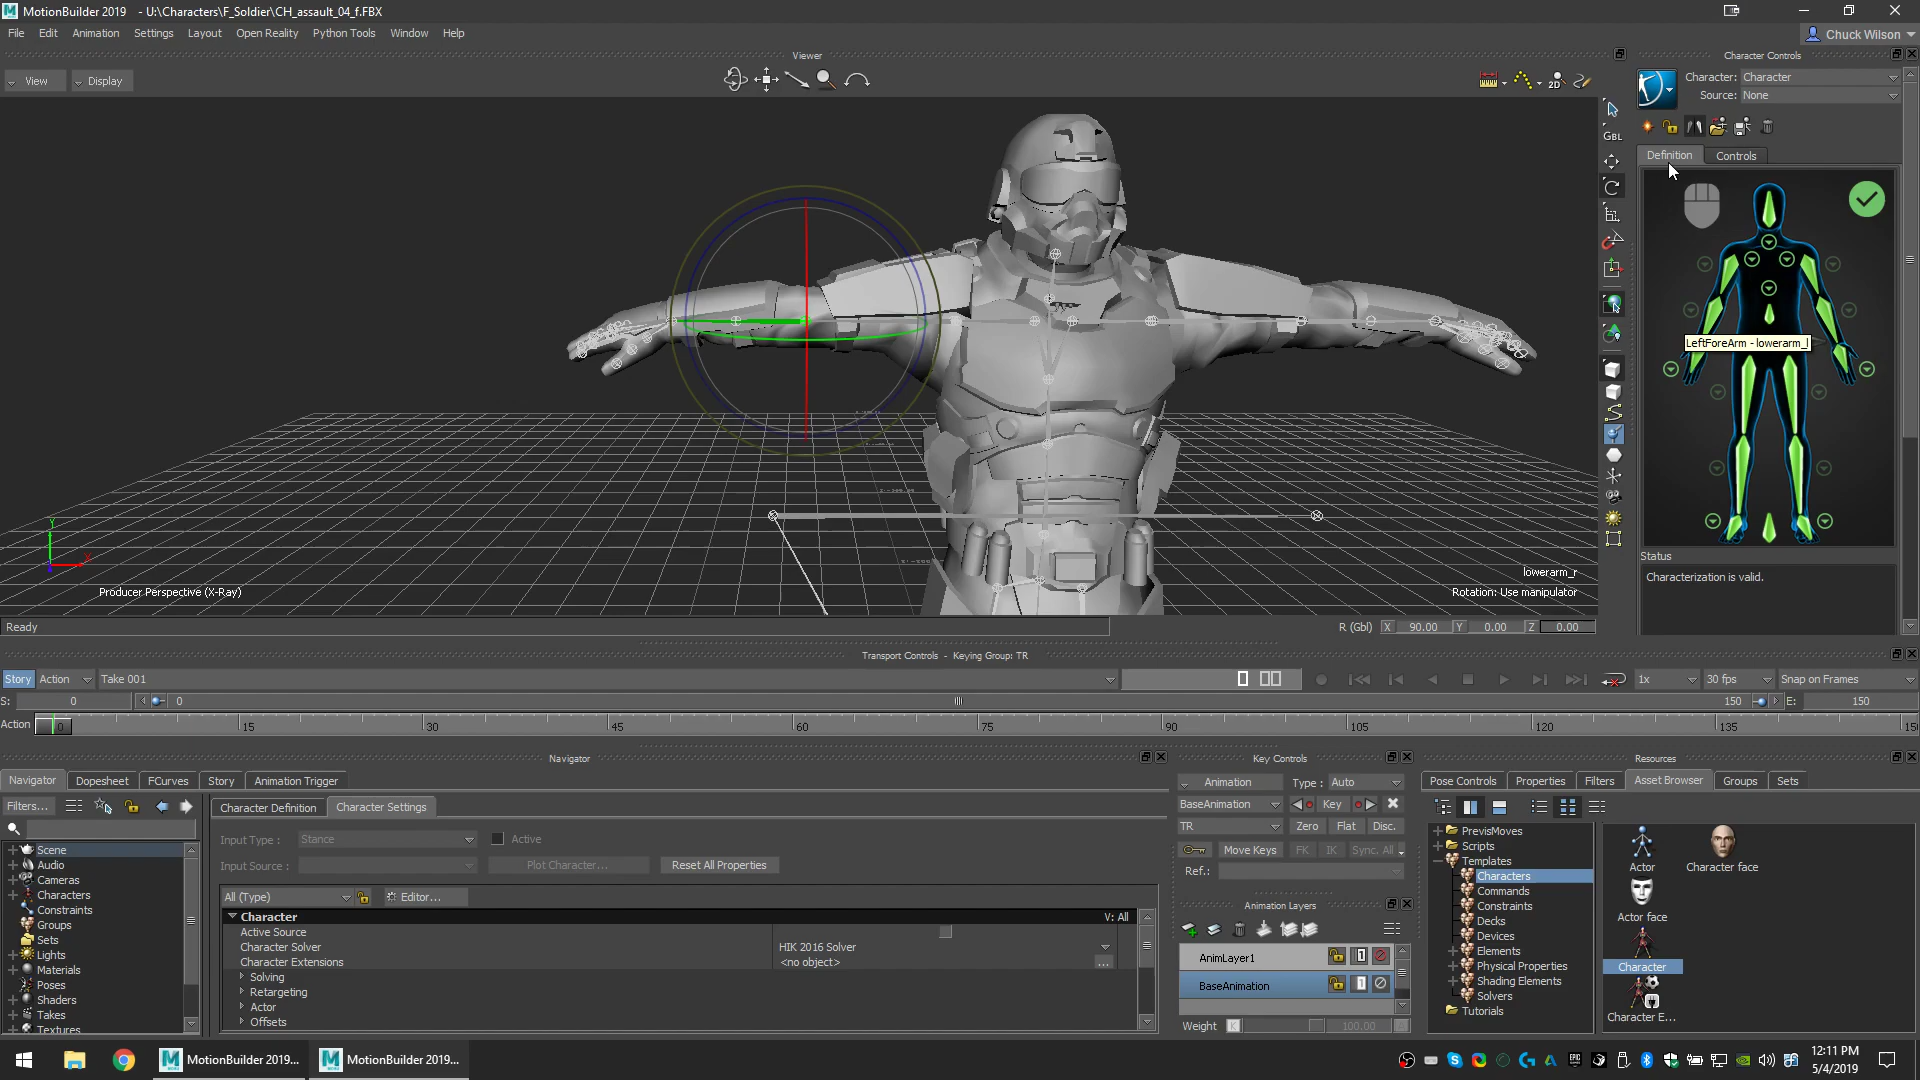 MotionBuilder 2019 - U:\Characters\F_Soldier\CH_assault_04_f.FBX
File Edit Animation Settings Layout Open Reality Python Tools Window Help
Chuck Wilson
Viewer
View Display
2D
GBL
Producer Perspective (X-Ray)
lowerarm_r
Rotation: Use manipulator
Ready
R (Gbl) X 90.00 Y 0.00 Z 0.00
Character Controls
Character: Character
Source: None
Definition Controls
LeftForeArm - lowerarm_l
Status
Characterization is valid.
Transport Controls - Keying Group: TR
Story Action Take 001
1x 30 fps Snap on Frames
S: 0 0 150 E: 150
Action 0 15 30 45 60 75 90 105 120 135 15
Navigator
Navigator Dopesheet FCurves Story Animation Trigger
Filters...
Scene
Audio
Cameras
Characters
Constraints
Groups
Sets
Lights
Materials
Poses
Shaders
Takes
Textures
Character Definition Character Settings
Input Type : Stance Active
Input Source : Plot Character... Reset All Properties
All (Type) Editor...
Character V: All
Active Source
Character Solver HIK 2016 Solver
Character Extensions <no object> ...
Solving
Retargeting
Actor
Offsets
Key Controls
Animation Type : Auto
BaseAnimation Key
TR Zero Flat Disc.
Move Keys FK IK Sync. All
Ref.:
Animation Layers
AnimLayer1 1
BaseAnimation 1
Weight K 100.00 A
Resources
Pose Controls Properties Filters Asset Browser Groups Sets
PrevisMoves
Scripts
Templates
Characters
Commands
Constraints
Decks
Devices
Elements
Physical Properties
Shading Elements
Solvers
Tutorials
Actor
Character face
Actor face
Character
Character E...
MotionBuilder 2019... MotionBuilder 2019...
12:11 PM
5/4/2019